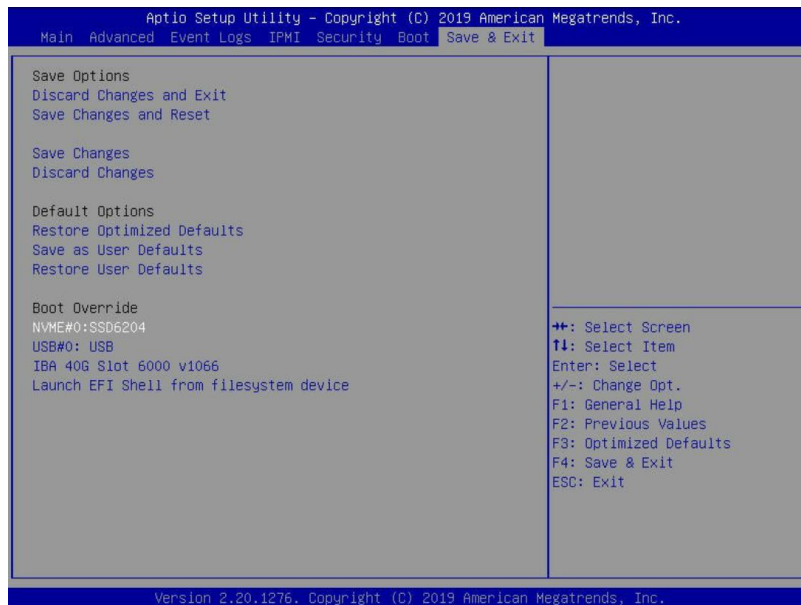 Aptio Setup Utility – Copyright (C) 2019 American Megatrends, Inc.
Main Advanced Event Logs IPMI Security Boot Save & Exit
Save Options
Discard Changes and Exit
Save Changes and Reset
Save Changes
Discard Changes
Default Options
Restore Optimized Defaults
Save as User Defaults
Restore User Defaults
Boot Override
NVME#0:SSD6204
USB#0: USB
IBA 40G Slot 6000 v1066
Launch EFI Shell from filesystem device
→←: Select Screen
↑↓: Select Item
Enter: Select
+/-: Change Opt.
F1: General Help
F2: Previous Values
F3: Optimized Defaults
F4: Save & Exit
ESC: Exit
Version 2.20.1276. Copyright (C) 2019 American Megatrends, Inc.